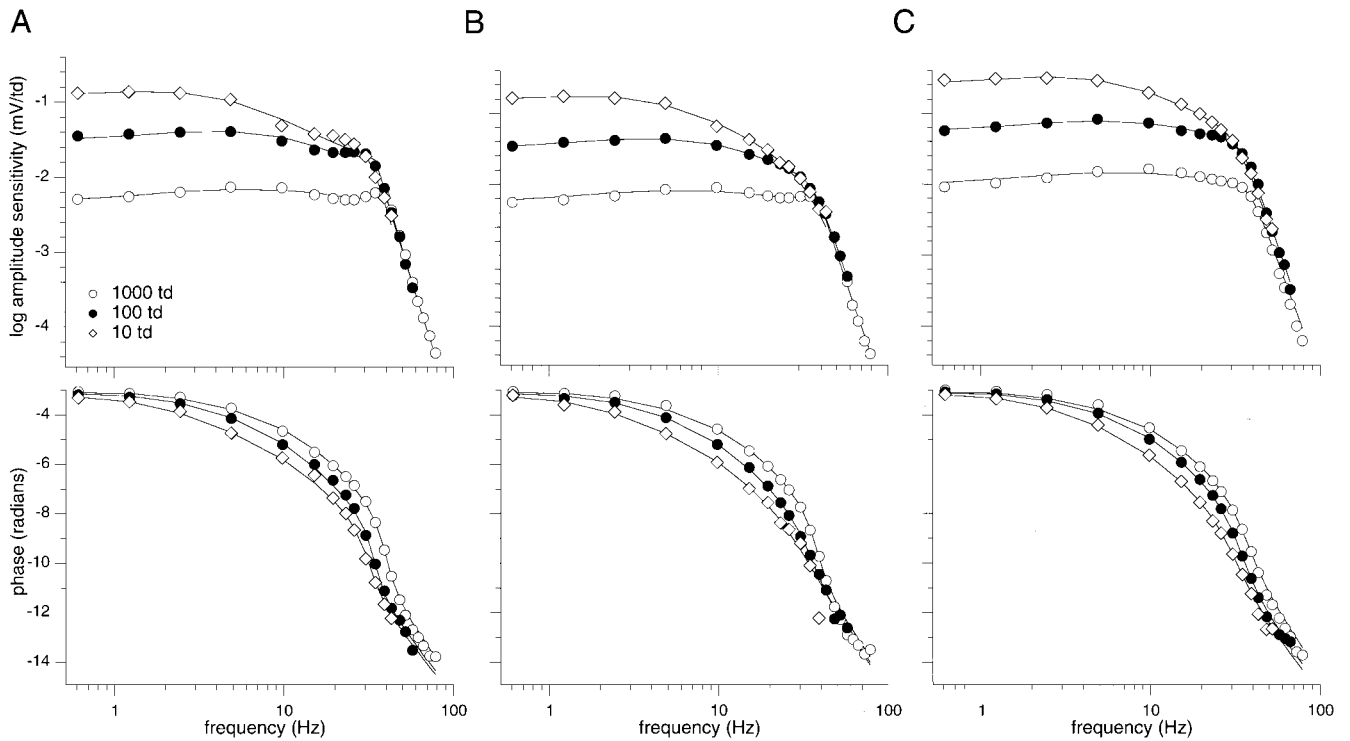 A
B
C
log amplitude sensitivity (mV/td)
-1
-2
-3
-4
1000 td
100 td
10 td
phase (radians)
-4
-6
-8
-10
-12
-14
1 10 100
1 10 100
1 10 100
frequency (Hz)
frequency (Hz)
frequency (Hz)